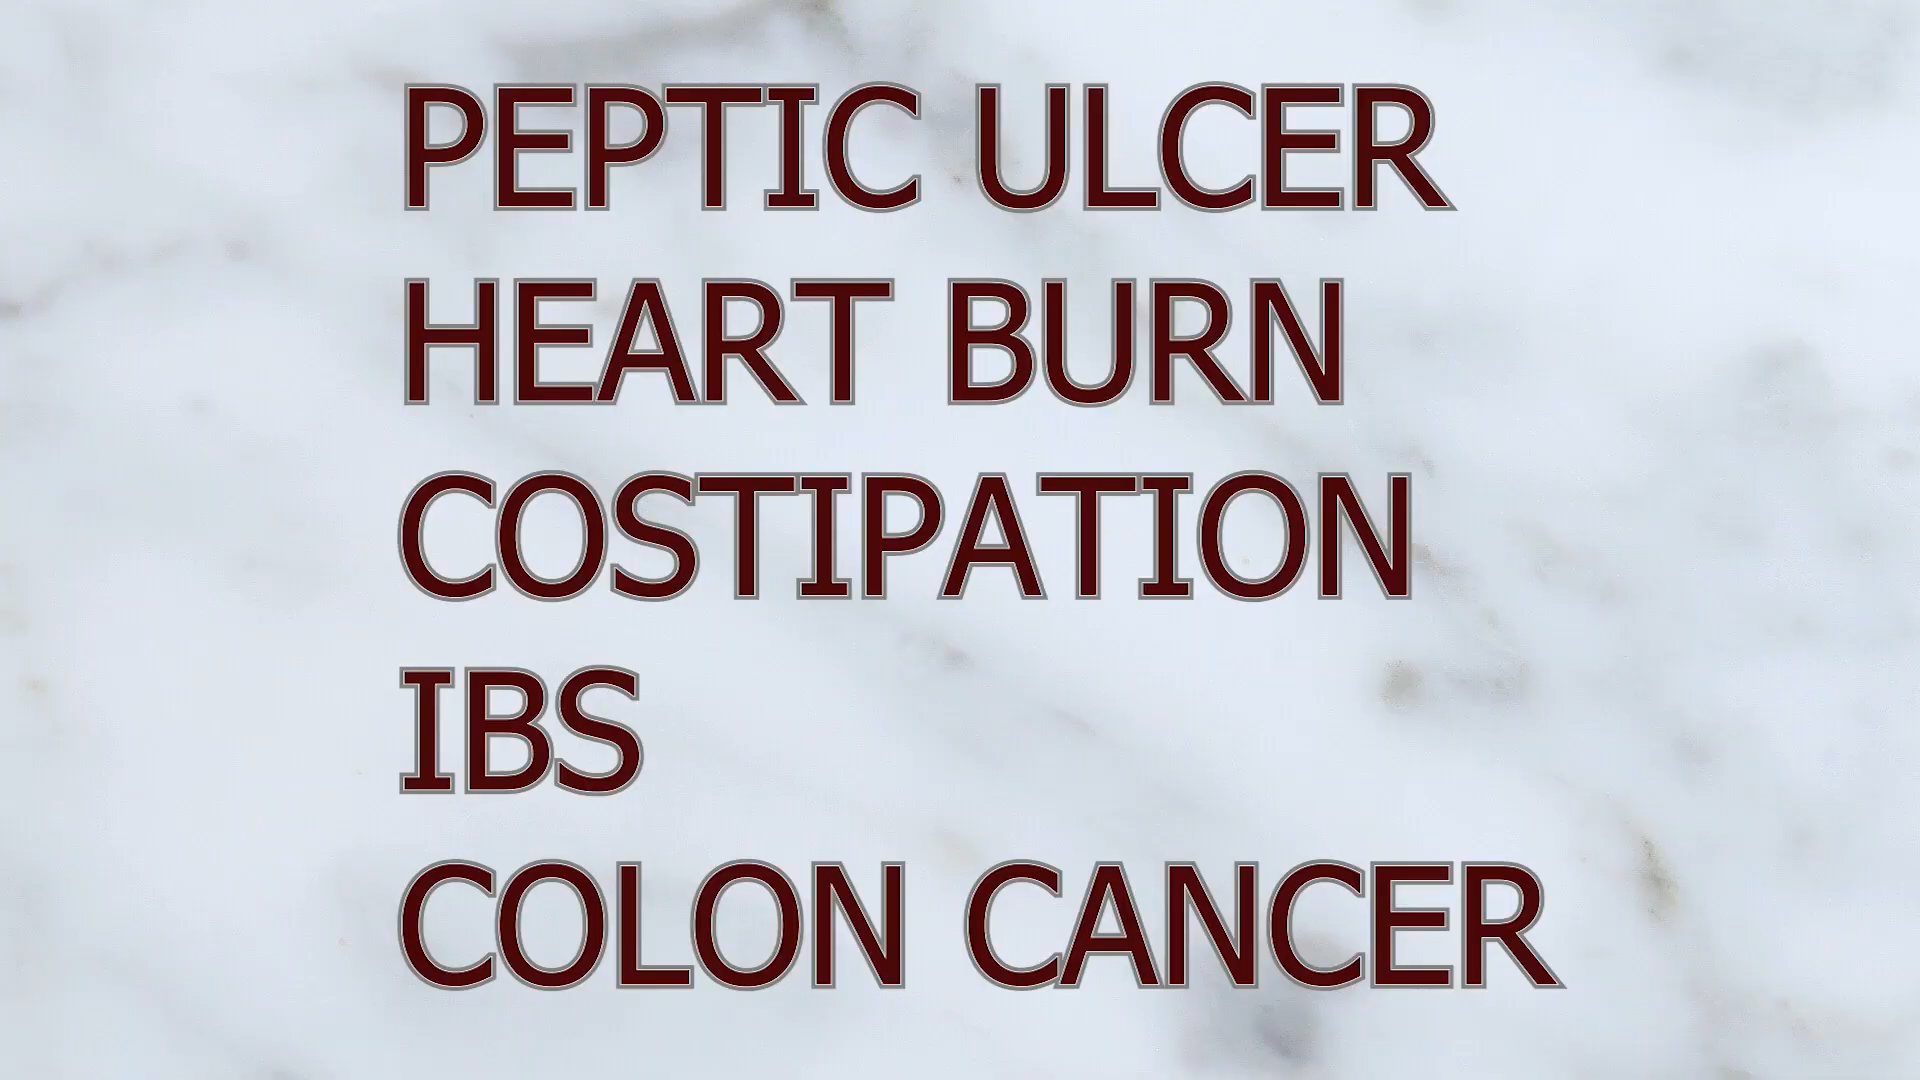 PEPTIC ULCER
HEART BURN
COSTIPATION
IBS
COLON CANCER